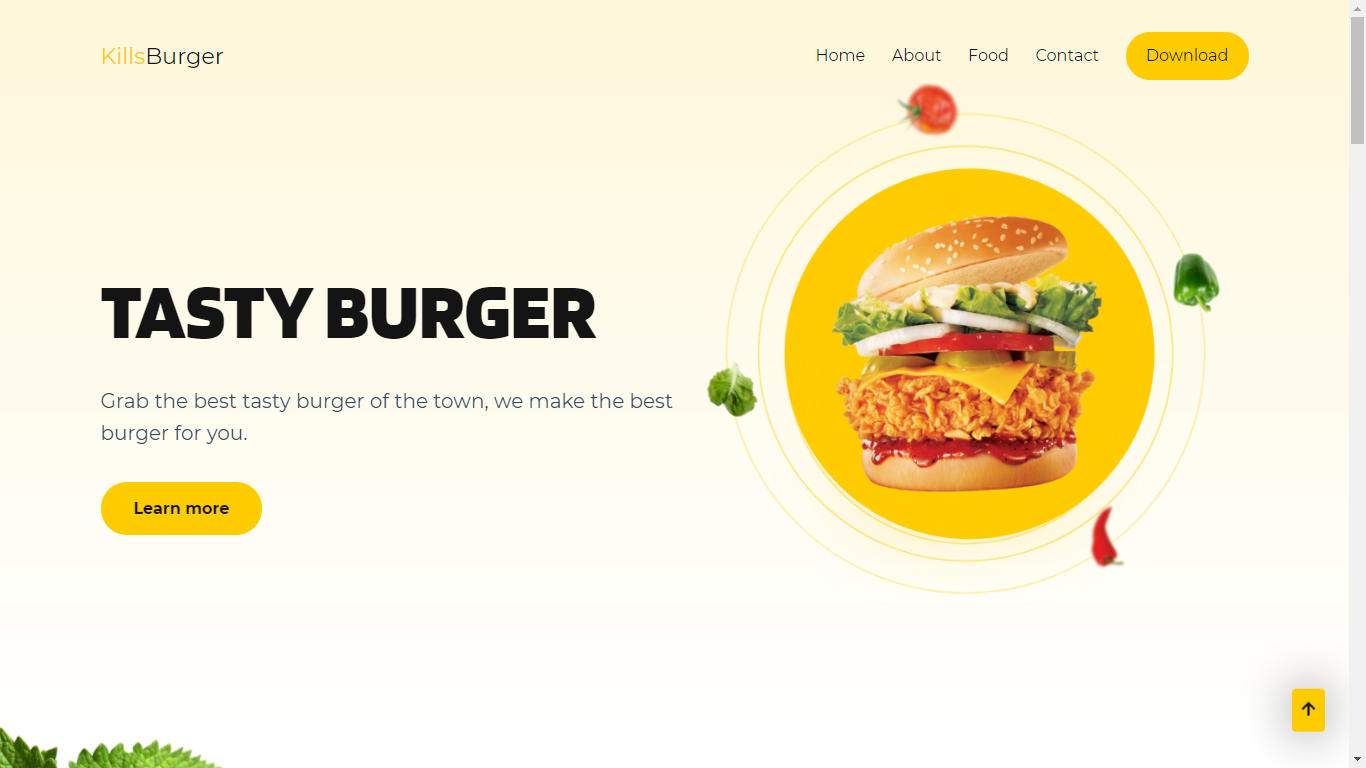 KillsBurger
Home About Food Contact Download
TASTY BURGER
Grab the best tasty burger of the town, we make the best
burger for you.
Learn more